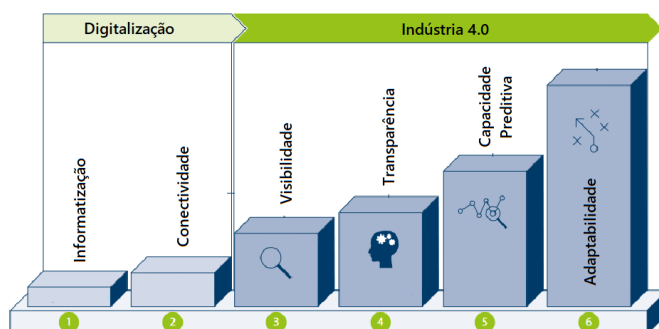 Digitalização
Indústria 4.0
Informatização
Conectividade
Visibilidade
Transparência
Capacidade
Preditiva
Adaptabilidade
1
2
3
4
5
6